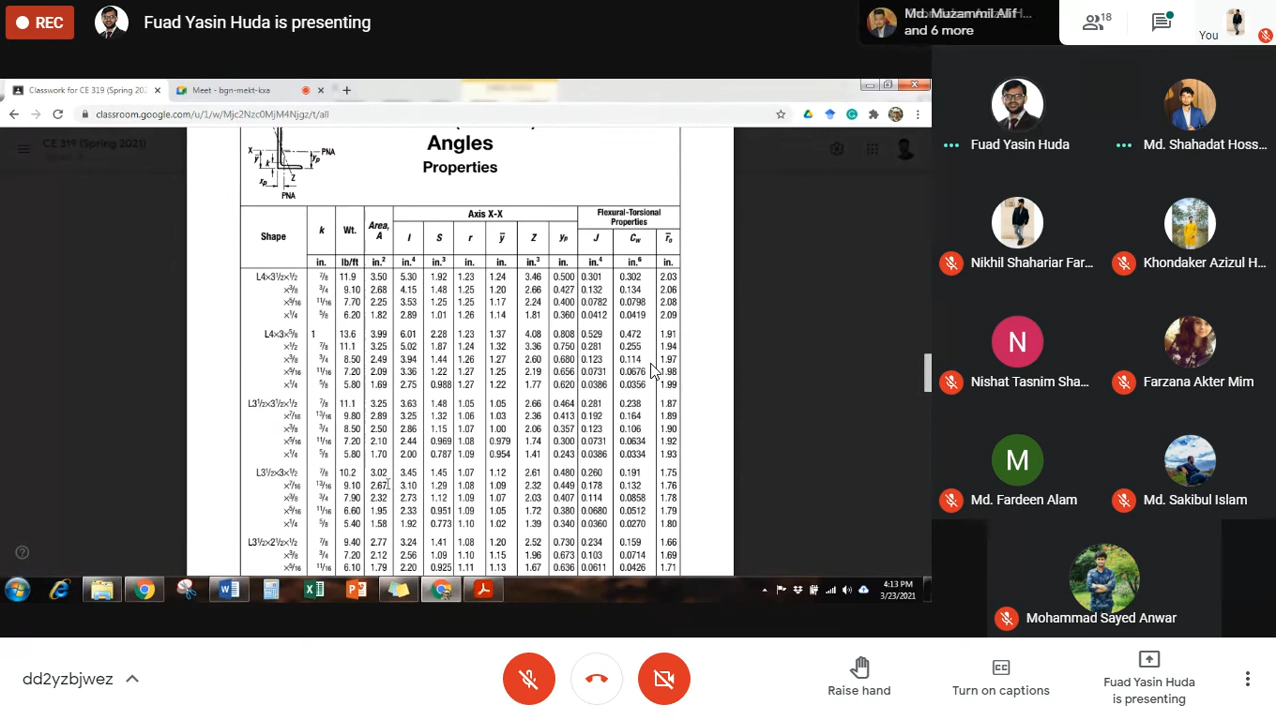 REC
Fuad Yasin Huda is presenting
Md. Muzammil Alif
and 6 more
18
You
Classwork for CE 319 (Spring 202
Meet - bgn-mekt-kxa
classroom.google.com/u/1/w/Mjc2Nzc0MjM4Njgz/t/all
CE 319 (Spring 2021)
Angles
Properties
X
PNA
k
Z
PNA
Shape k Wt. Area, A Axis X-X Flexural-Torsional Properties
I S r y̅ Z yp J Cw r̅o
in. lb/ft in.² in.⁴ in.³ in. in. in.³ in. in.⁴ in.⁶ in.
L4×3½×½ 7/8 11.9 3.50 5.30 1.92 1.23 1.24 3.46 0.500 0.301 0.302 2.03
×3/8 3/4 9.10 2.68 4.15 1.48 1.25 1.20 2.66 0.427 0.132 0.134 2.06
×5/16 11/16 7.70 2.25 3.53 1.25 1.25 1.17 2.24 0.400 0.0782 0.0798 2.08
×1/4 5/8 6.20 1.82 2.89 1.01 1.26 1.14 1.81 0.360 0.0412 0.0419 2.09
L4×3×5/8 1 13.6 3.99 6.01 2.28 1.23 1.37 4.08 0.808 0.529 0.472 1.91
×1/2 7/8 11.1 3.25 5.02 1.87 1.24 1.32 3.36 0.750 0.281 0.255 1.94
×3/8 3/4 8.50 2.49 3.94 1.44 1.26 1.27 2.60 0.680 0.123 0.114 1.97
×5/16 11/16 7.20 2.09 3.36 1.22 1.27 1.25 2.19 0.656 0.0731 0.0676 1.98
×1/4 5/8 5.80 1.69 2.75 0.988 1.27 1.22 1.77 0.620 0.0386 0.0356 1.99
L3½×3½×½ 7/8 11.1 3.25 3.63 1.48 1.05 1.05 2.66 0.464 0.281 0.238 1.87
×7/16 13/16 9.80 2.89 3.25 1.32 1.06 1.03 2.36 0.413 0.192 0.164 1.89
×3/8 3/4 8.50 2.50 2.86 1.15 1.07 1.00 2.06 0.357 0.123 0.106 1.90
×5/16 11/16 7.20 2.10 2.44 0.969 1.08 0.979 1.74 0.300 0.0731 0.0634 1.92
×1/4 5/8 5.80 1.70 2.00 0.787 1.09 0.954 1.41 0.243 0.0386 0.0334 1.93
L3½×3×½ 7/8 10.2 3.02 3.45 1.45 1.07 1.12 2.61 0.480 0.260 0.191 1.75
×7/16 13/16 9.10 2.67 3.10 1.29 1.08 1.09 2.32 0.449 0.178 0.132 1.76
×3/8 3/4 7.90 2.32 2.73 1.12 1.09 1.07 2.03 0.407 0.114 0.0858 1.78
×5/16 11/16 6.60 1.95 2.33 0.951 1.09 1.05 1.72 0.380 0.0680 0.0512 1.79
×1/4 5/8 5.40 1.58 1.92 0.773 1.10 1.02 1.39 0.340 0.0360 0.0270 1.80
L3½×2½×½ 7/8 9.40 2.77 3.24 1.41 1.08 1.20 2.52 0.730 0.234 0.159 1.66
×3/8 3/4 7.20 2.12 2.56 1.09 1.10 1.15 1.96 0.673 0.103 0.0714 1.69
×5/16 11/16 6.10 1.79 2.20 0.925 1.11 1.13 1.67 0.636 0.0611 0.0426 1.71
4:13 PM
3/23/2021
Fuad Yasin Huda
Md. Shahadat Hoss...
Nikhil Shahariar Far...
Khondaker Azizul H...
N
Nishat Tasnim Sha...
Farzana Akter Mim
M
Md. Fardeen Alam
Md. Sakibul Islam
Mohammad Sayed Anwar
dd2yzbjwez
Raise hand
CC
Turn on captions
Fuad Yasin Huda
is presenting